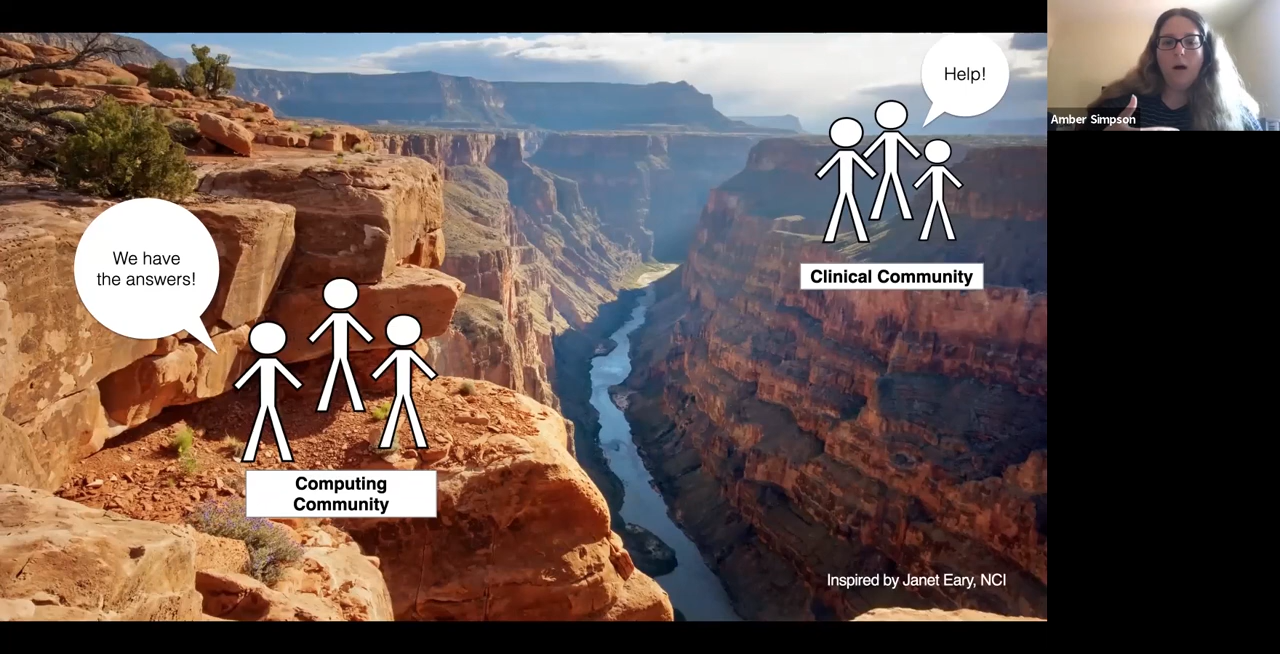 Help!
Amber Simpson
We have
the answers!
Clinical Community
Computing
Community
Inspired by Janet Eary, NCI